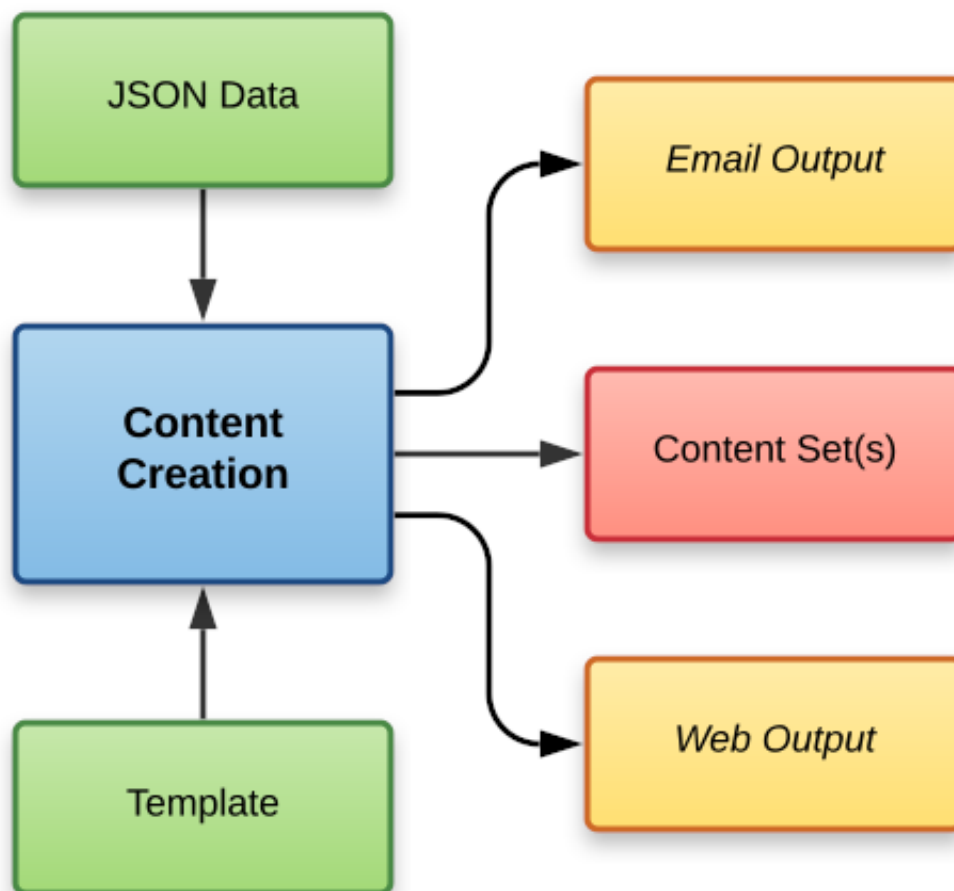 JSON Data
Email Output
Content
Creation
Content Set(s)
Web Output
Template